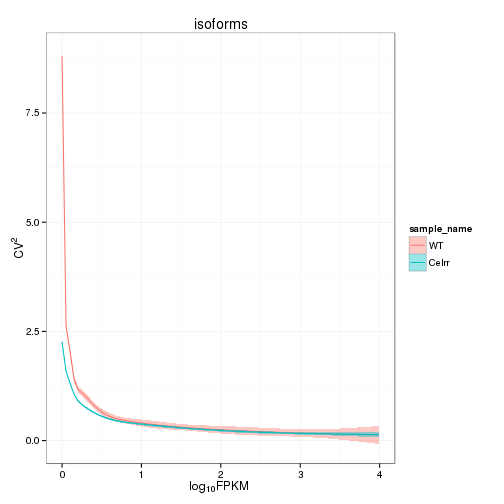 isoforms
7.5
5.0
2.5
0.0
CV²
0
1
2
3
4
log₁₀FPKM
sample_name
WT
Celrr